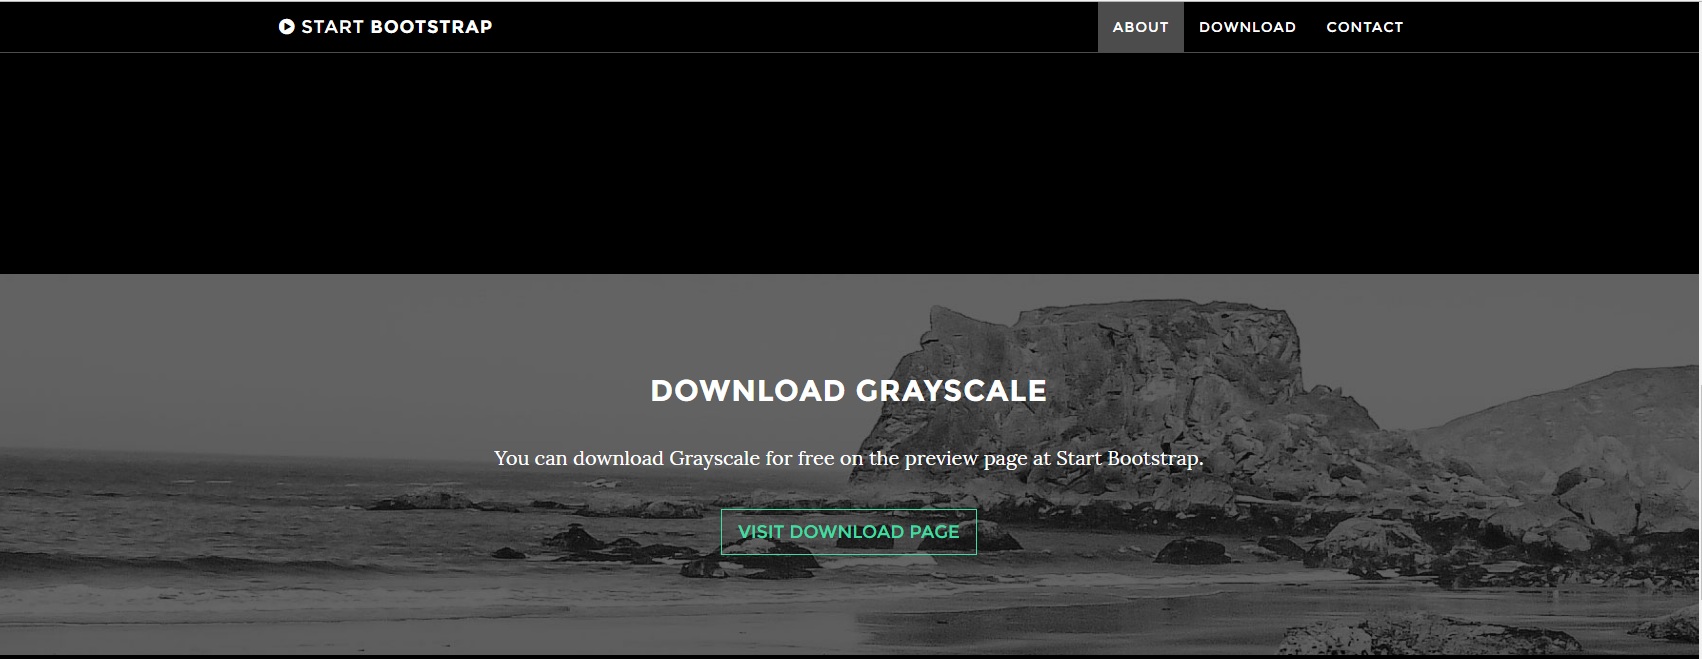 START BOOTSTRAP
ABOUT DOWNLOAD CONTACT
DOWNLOAD GRAYSCALE
You can download Grayscale for free on the preview page at Start Bootstrap.
VISIT DOWNLOAD PAGE